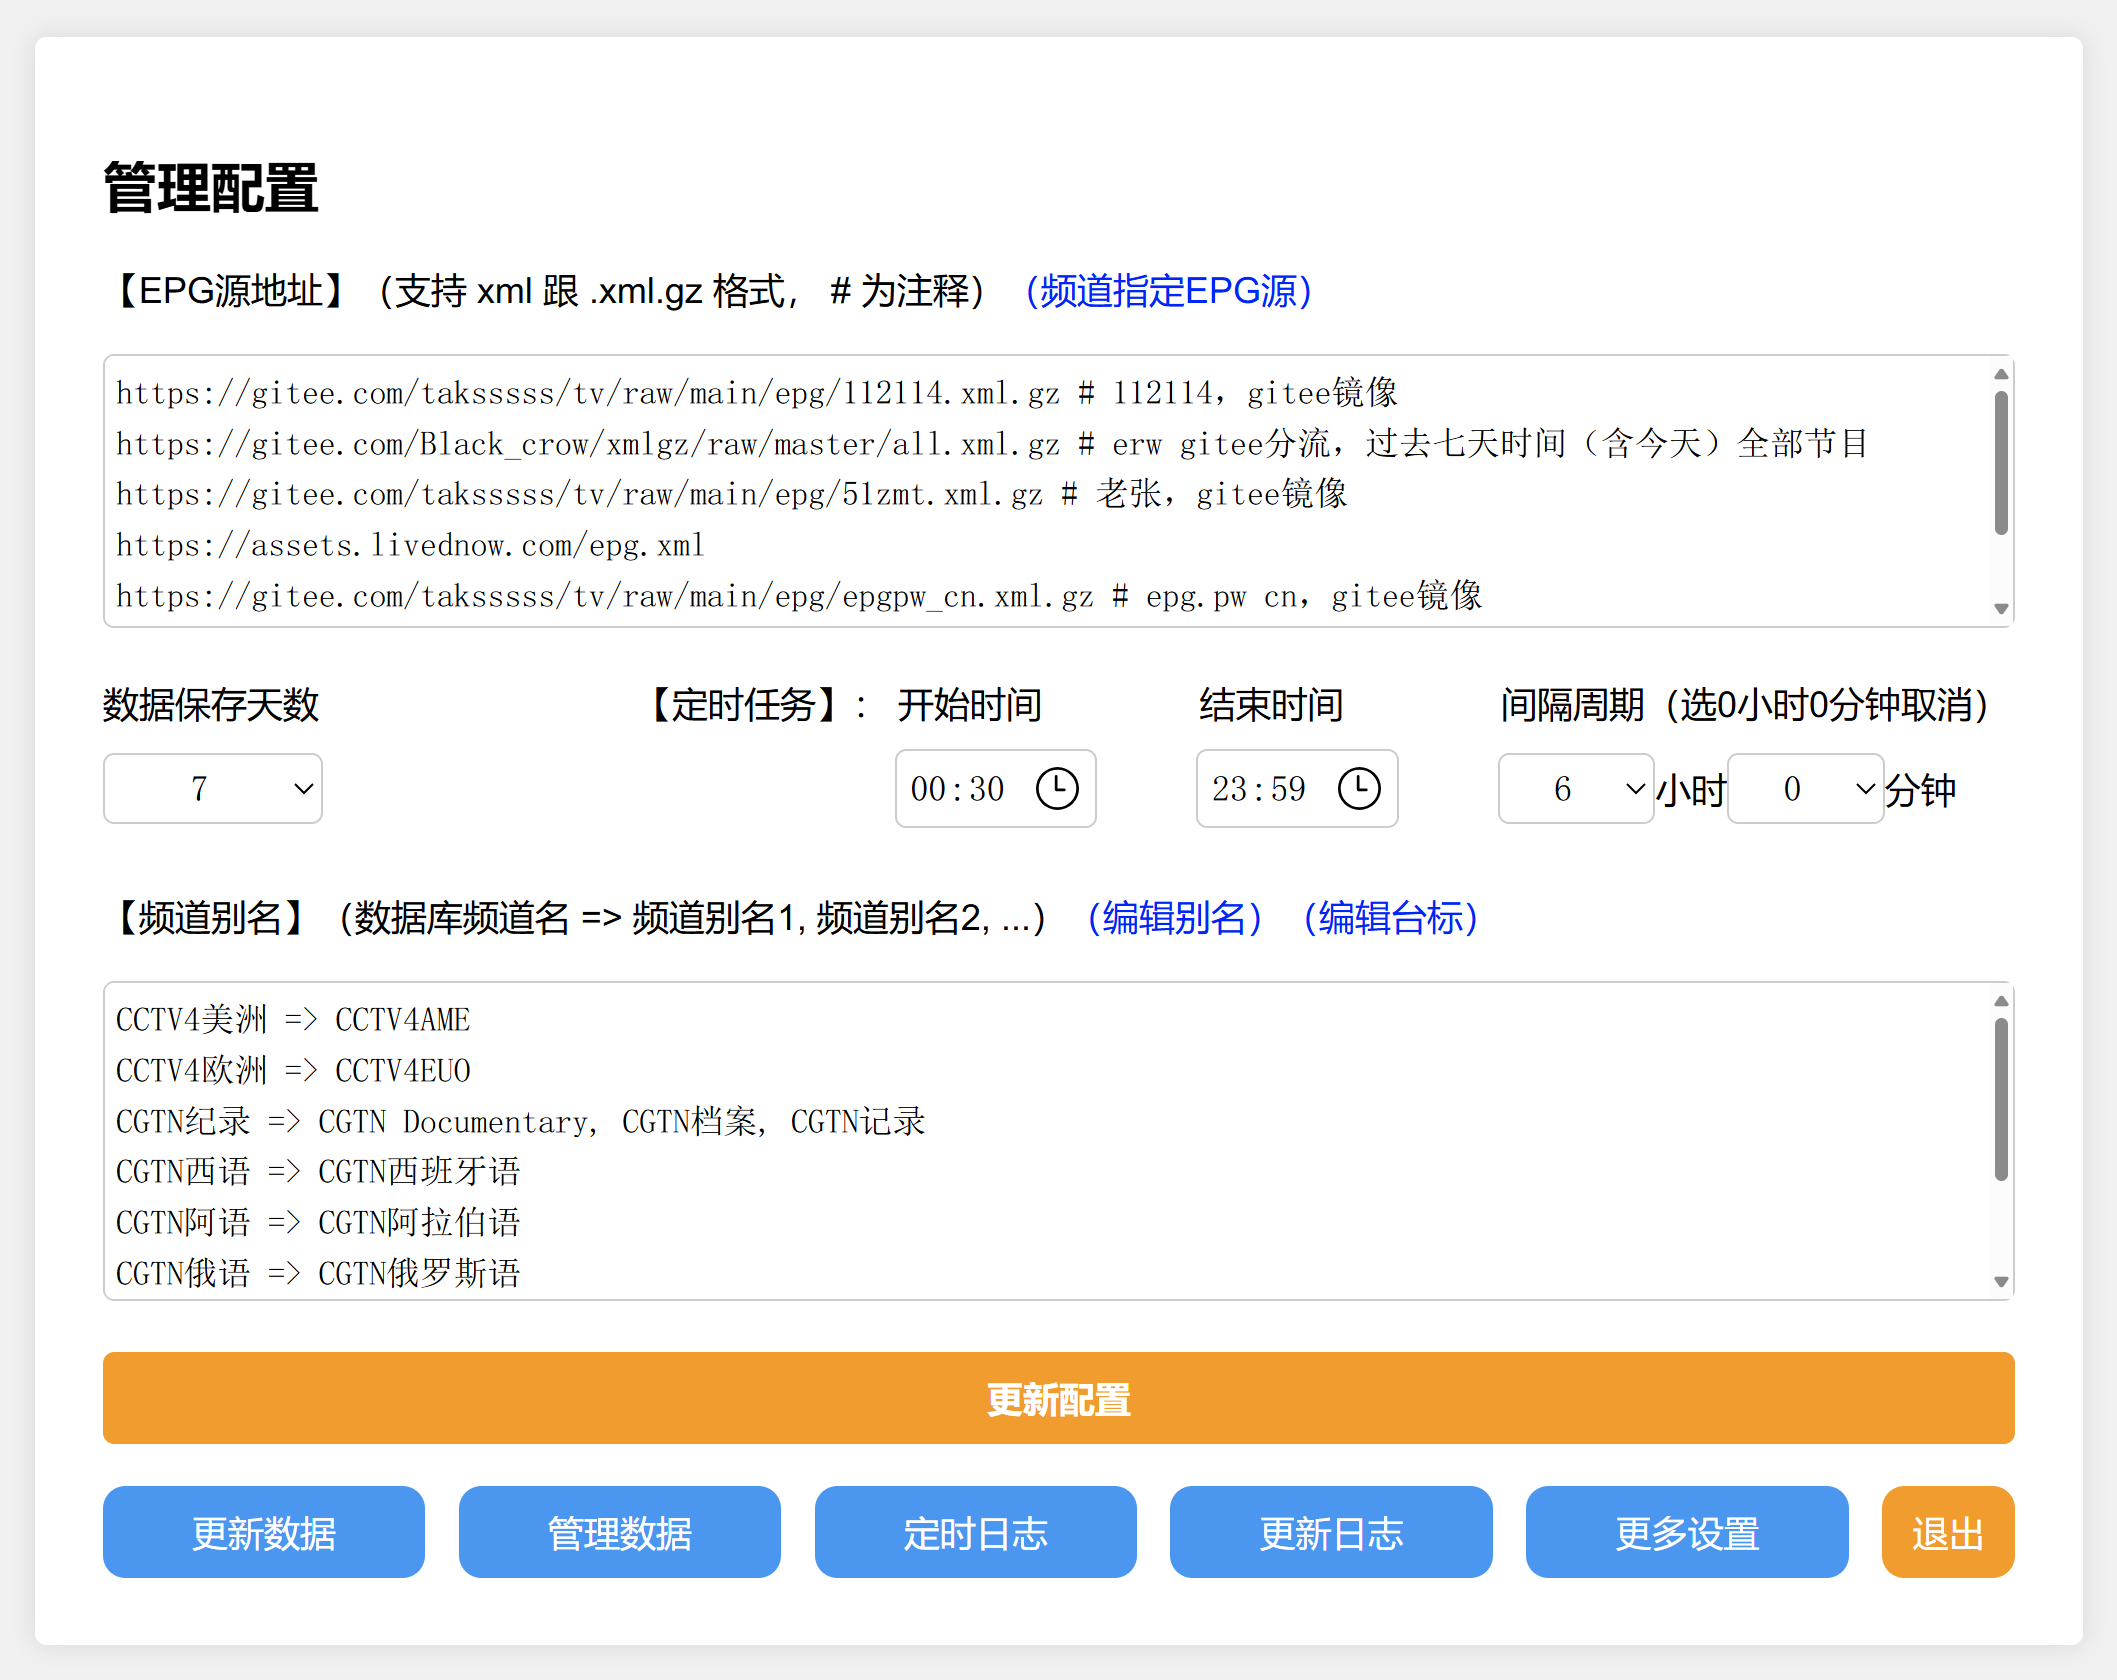 管理配置
【EPG源地址】（支持 xml 跟 .xml.gz 格式， # 为注释）（频道指定EPG源）
https://gitee.com/taksssss/tv/raw/main/epg/112114.xml.gz # 112114，gitee镜像
https://gitee.com/Black_crow/xmlgz/raw/master/all.xml.gz # erw gitee分流，过去七天时间（含今天）全部节目
https://gitee.com/taksssss/tv/raw/main/epg/51zmt.xml.gz # 老张，gitee镜像
https://assets.livednow.com/epg.xml
https://gitee.com/taksssss/tv/raw/main/epg/epgpw_cn.xml.gz # epg.pw cn，gitee镜像
数据保存天数 【定时任务】： 开始时间 结束时间 间隔周期（选0小时0分钟取消）
7 00:30 23:59 6 小时 0 分钟
【频道别名】（数据库频道名 => 频道别名1, 频道别名2, ...）（编辑别名）（编辑台标）
CCTV4美洲 => CCTV4AME
CCTV4欧洲 => CCTV4EUO
CGTN纪录 => CGTN Documentary, CGTN档案, CGTN记录
CGTN西语 => CGTN西班牙语
CGTN阿语 => CGTN阿拉伯语
CGTN俄语 => CGTN俄罗斯语
更新配置
更新数据 管理数据 定时日志 更新日志 更多设置 退出